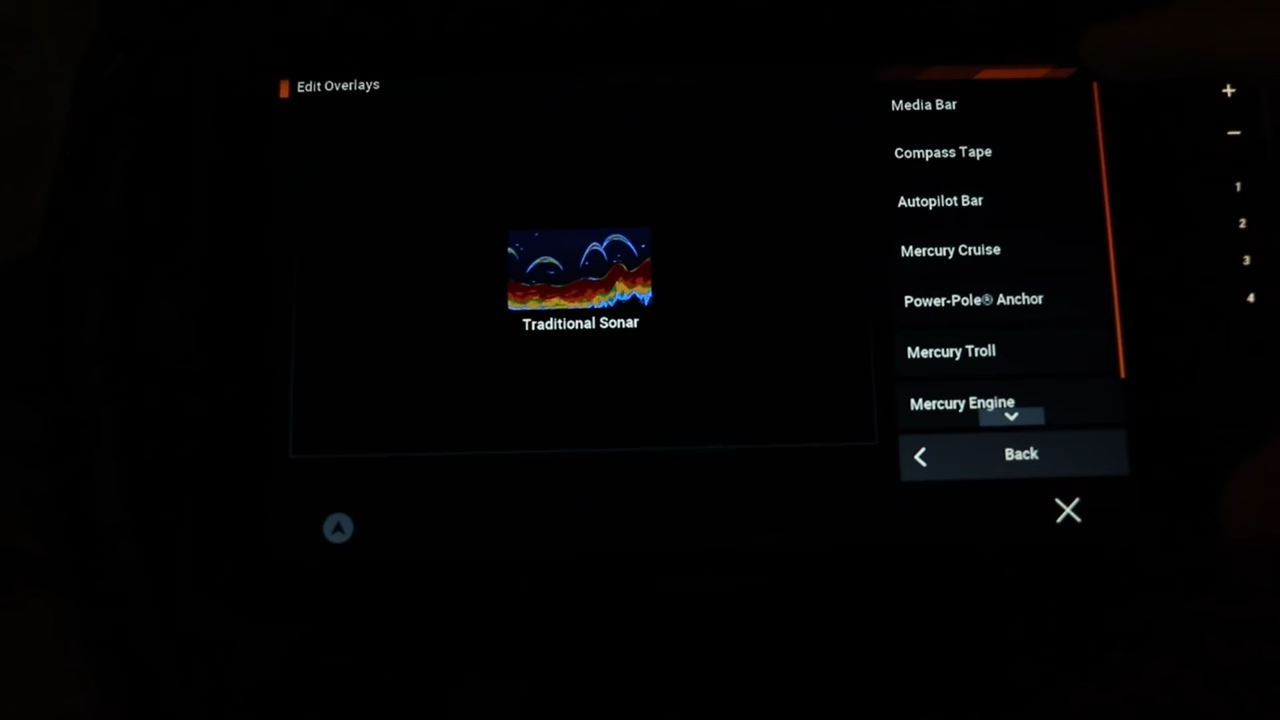 Edit Overlays
Media Bar
Compass Tape
Autopilot Bar
Mercury Cruise
Power-Pole® Anchor
Mercury Troll
Mercury Engine
Back
Traditional Sonar
+
−
1
2
3
4